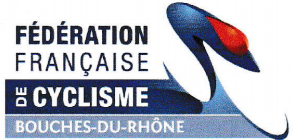 FÉDÉRATION
FRANÇAISE
DE CYCLISME
BOUCHES-DU-RHÔNE